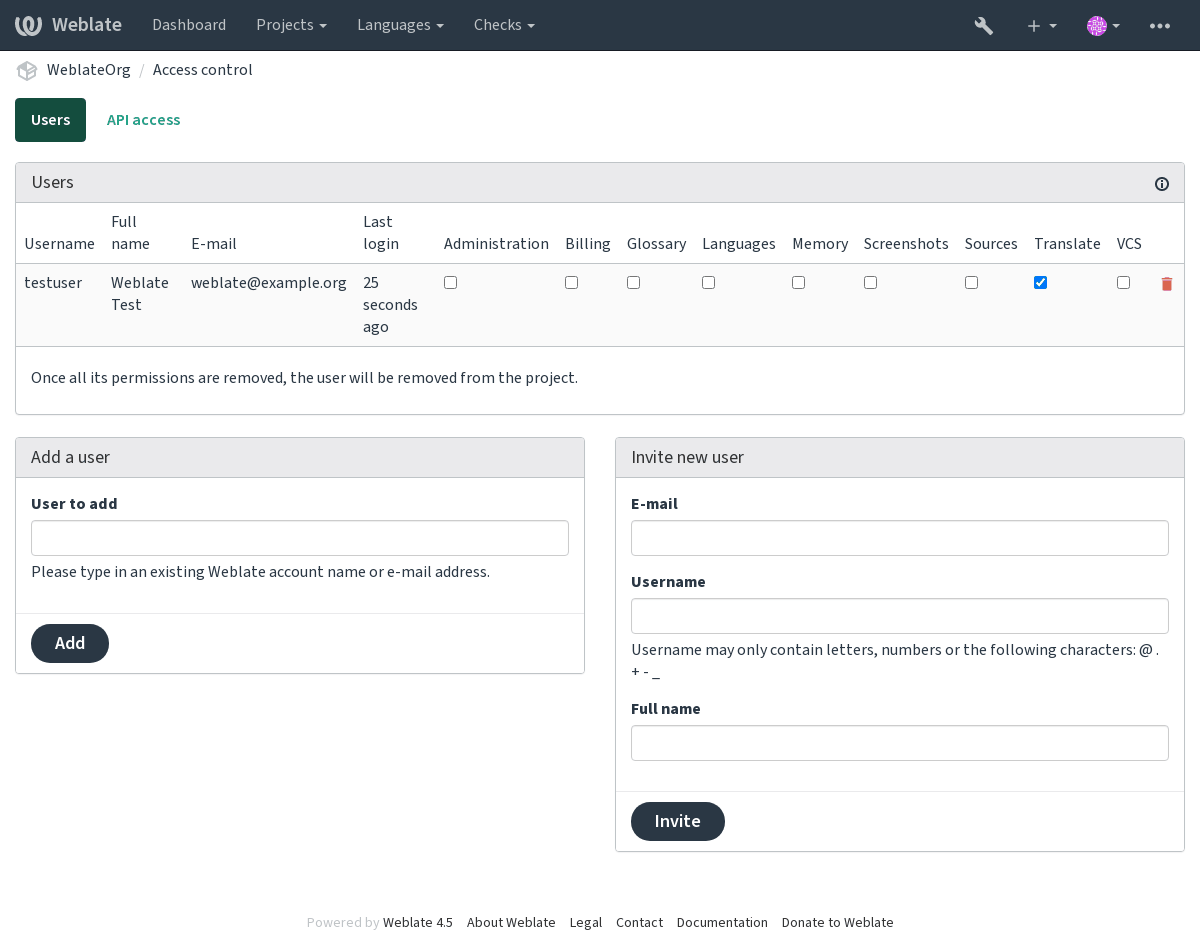 Weblate Dashboard Projects Languages Checks
WeblateOrg / Access control
Users API access
Users
Username Full name E-mail Last login Administration Billing Glossary Languages Memory Screenshots Sources Translate VCS
testuser Weblate Test weblate@example.org 25 seconds ago
Once all its permissions are removed, the user will be removed from the project.
Add a user
User to add
Please type in an existing Weblate account name or e-mail address.
Add
Invite new user
E-mail
Username
Username may only contain letters, numbers or the following characters: @ .
+ - _
Full name
Invite
Powered by Weblate 4.5 About Weblate Legal Contact Documentation Donate to Weblate